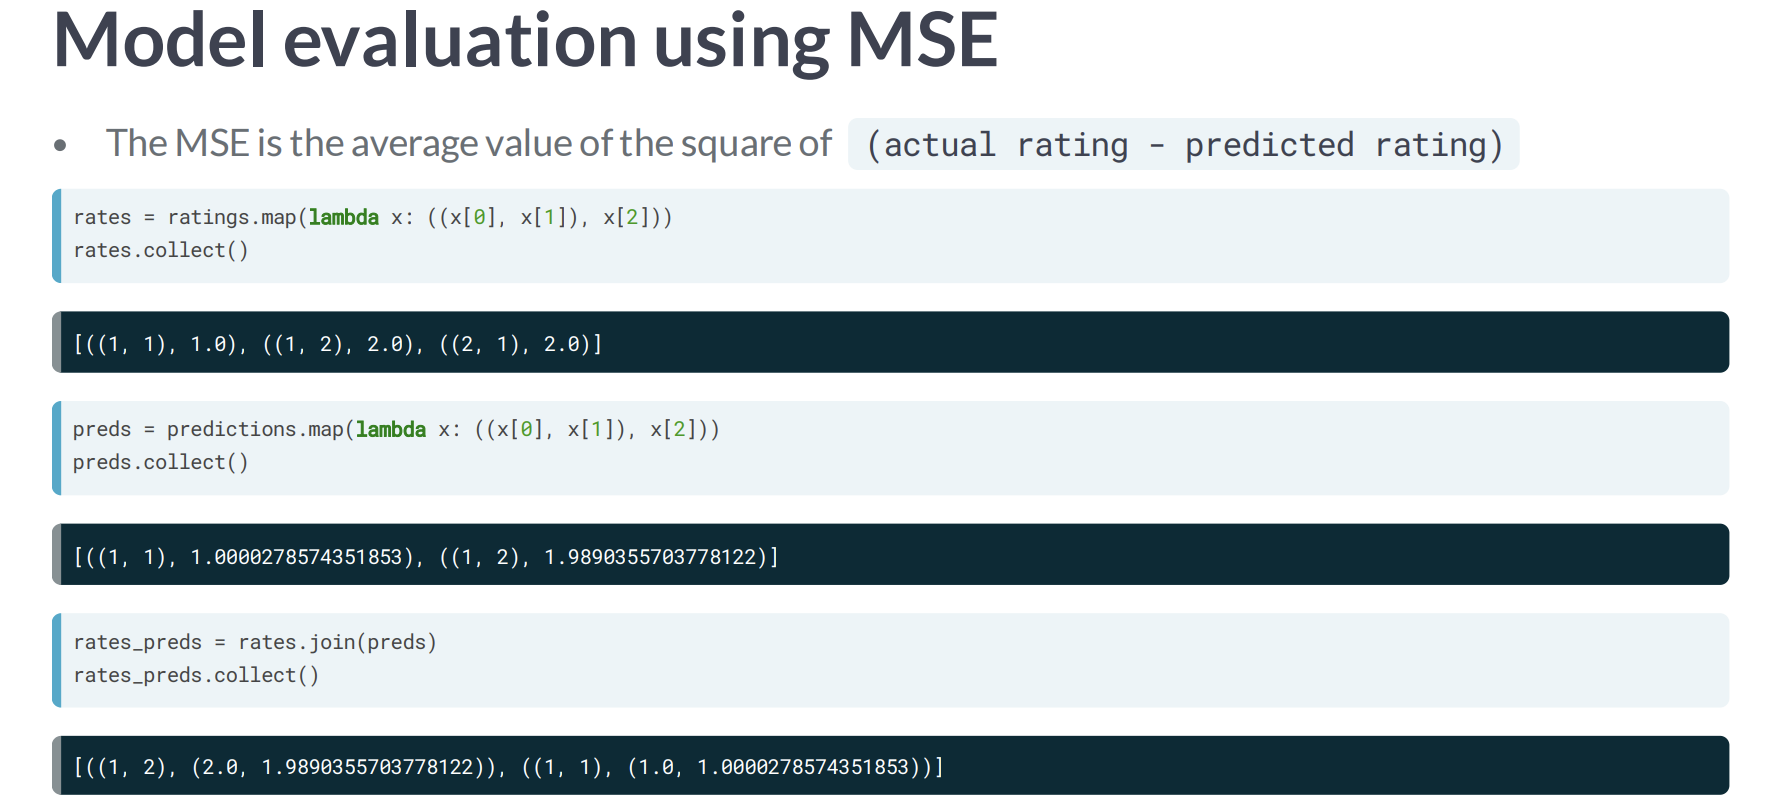 Model evaluation using MSE
• The MSE is the average value of the square of (actual rating - predicted rating)
rates = ratings.map(lambda x: ((x[0], x[1]), x[2]))
rates.collect()
[((1, 1), 1.0), ((1, 2), 2.0), ((2, 1), 2.0)]
preds = predictions.map(lambda x: ((x[0], x[1]), x[2]))
preds.collect()
[((1, 1), 1.0000278574351853), ((1, 2), 1.9890355703778122)]
rates_preds = rates.join(preds)
rates_preds.collect()
[((1, 2), (2.0, 1.9890355703778122)), ((1, 1), (1.0, 1.0000278574351853))]